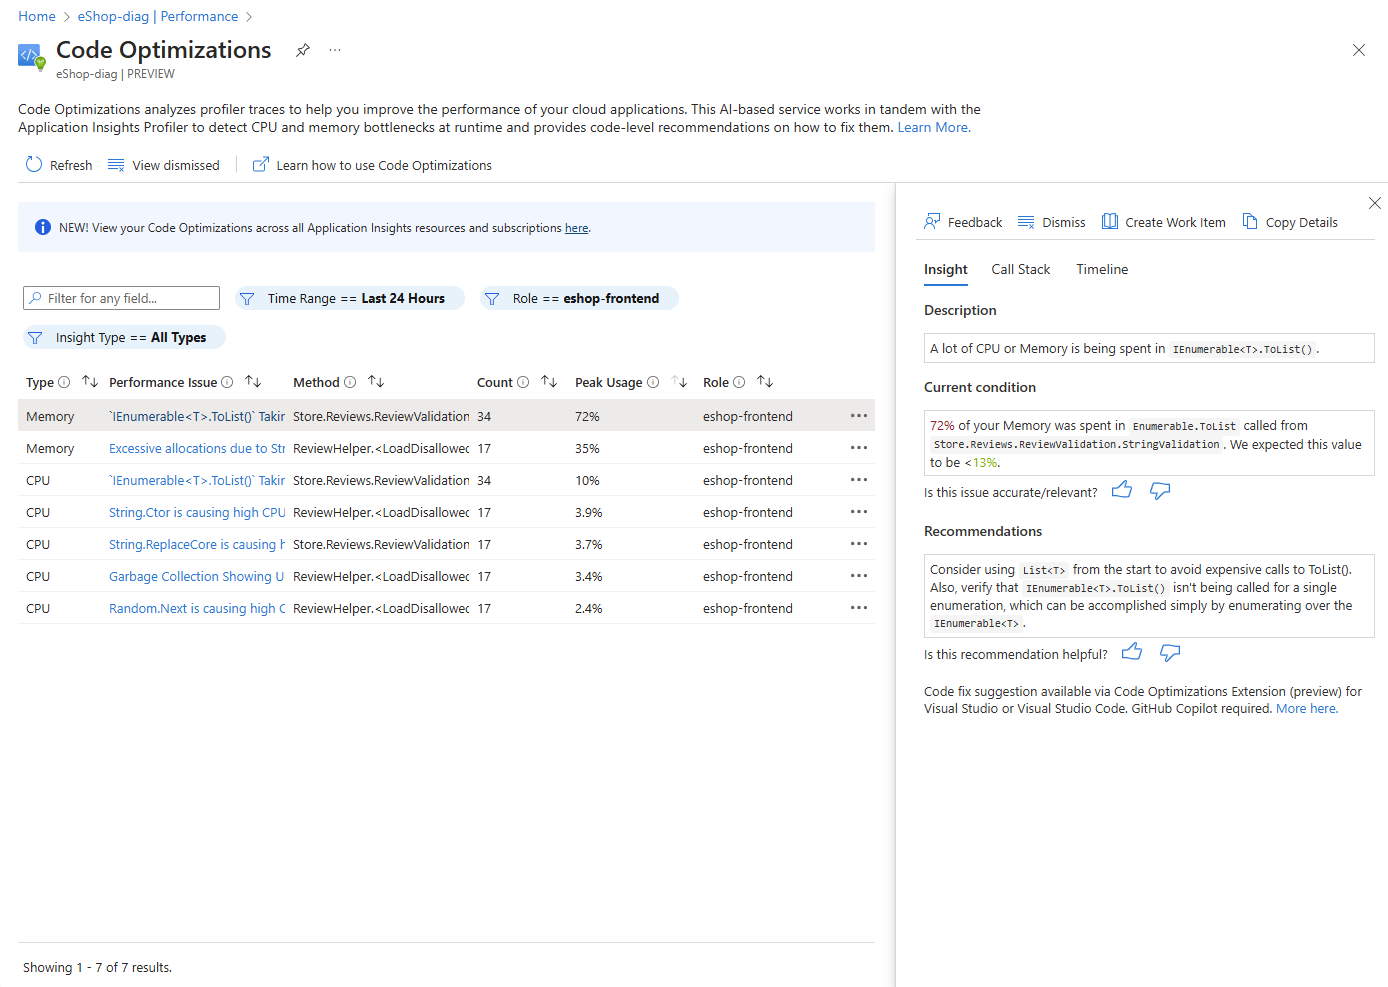 Home > eShop-diag | Performance >
Code Optimizations
eShop-diag | PREVIEW
Code Optimizations analyzes profiler traces to help you improve the performance of your cloud applications. This AI-based service works in tandem with the
Application Insights Profiler to detect CPU and memory bottlenecks at runtime and provides code-level recommendations on how to fix them. Learn More.
Refresh View dismissed Learn how to use Code Optimizations
NEW! View your Code Optimizations across all Application Insights resources and subscriptions here.
Filter for any field... Time Range == Last 24 Hours Role == eshop-frontend
Insight Type == All Types
Type Performance Issue Method Count Peak Usage Role
Memory `IEnumerable<T>.ToList()` Takir Store.Reviews.ReviewValidation 34 72% eshop-frontend
Memory Excessive allocations due to Str ReviewHelper.<LoadDisallowed 17 35% eshop-frontend
CPU `IEnumerable<T>.ToList()` Takir Store.Reviews.ReviewValidation 34 10% eshop-frontend
CPU String.Ctor is causing high CPU ReviewHelper.<LoadDisallowed 17 3.9% eshop-frontend
CPU String.ReplaceCore is causing h Store.Reviews.ReviewValidation 17 3.7% eshop-frontend
CPU Garbage Collection Showing U ReviewHelper.<LoadDisallowed 17 3.4% eshop-frontend
CPU Random.Next is causing high C ReviewHelper.<LoadDisallowed 17 2.4% eshop-frontend
Showing 1 - 7 of 7 results.
Feedback Dismiss Create Work Item Copy Details
Insight Call Stack Timeline
Description
A lot of CPU or Memory is being spent in IEnumerable<T>.ToList() .
Current condition
72% of your Memory was spent in Enumerable.ToList called from
Store.Reviews.ReviewValidation.StringValidation . We expected this value
to be <13%.
Is this issue accurate/relevant?
Recommendations
Consider using List<T> from the start to avoid expensive calls to ToList().
Also, verify that IEnumerable<T>.ToList() isn't being called for a single
enumeration, which can be accomplished simply by enumerating over the
IEnumerable<T> .
Is this recommendation helpful?
Code fix suggestion available via Code Optimizations Extension (preview) for
Visual Studio or Visual Studio Code. GitHub Copilot required. More here.